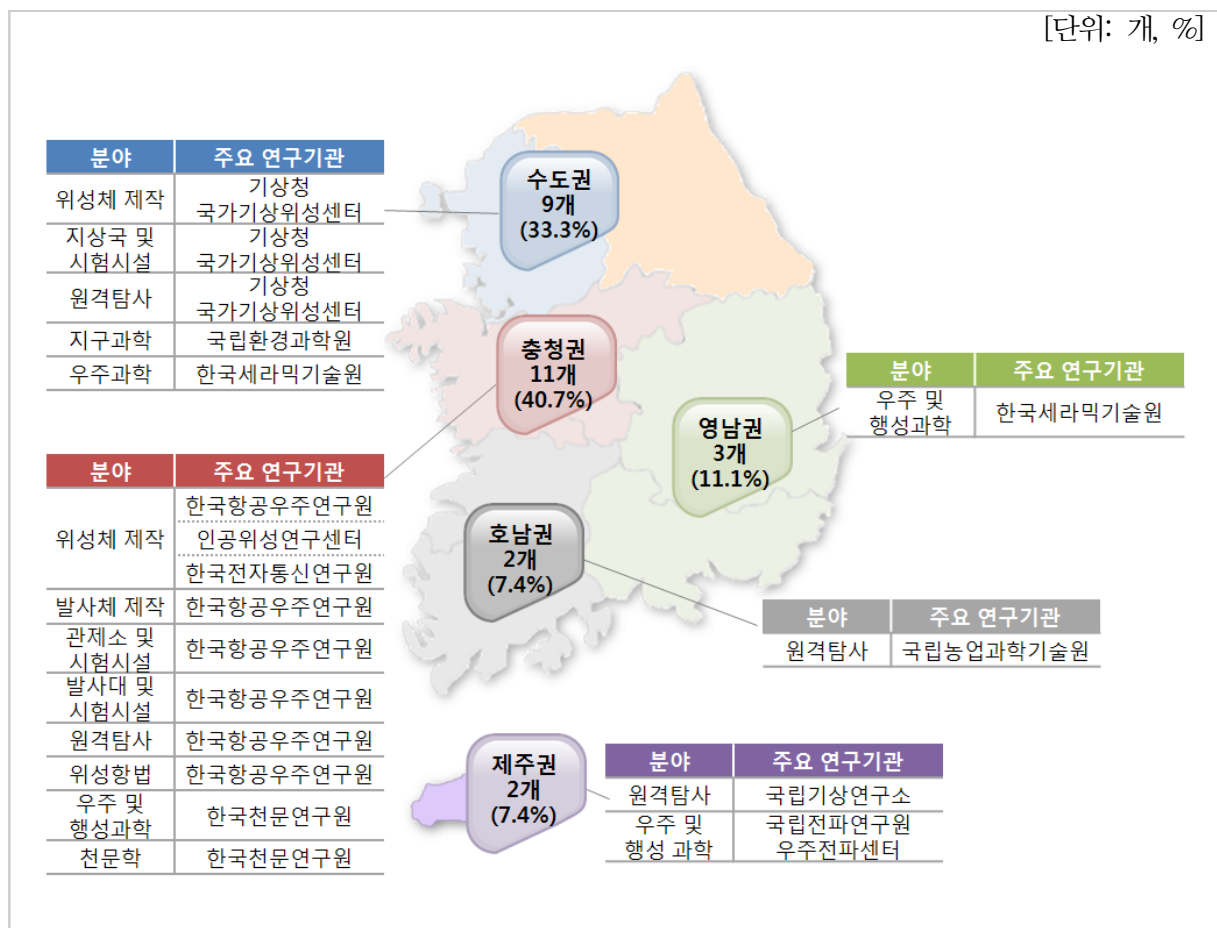 [단위: 개, %]
분야 주요 연구기관
위성체 제작 기상청
국가기상위성센터
지상국 및 기상청
시험시설 국가기상위성센터
원격탐사 기상청
국가기상위성센터
지구과학 국립환경과학원
우주과학 한국세라믹기술원
수도권
9개
(33.3%)
충청권
11개
(40.7%)
영남권
3개
(11.1%)
호남권
2개
(7.4%)
제주권
2개
(7.4%)
분야 주요 연구기관
우주 및
행성과학 한국세라믹기술원
분야 주요 연구기관
위성체 제작 한국항공우주연구원
인공위성연구센터
한국전자통신연구원
발사체 제작 한국항공우주연구원
관제소 및
시험시설 한국항공우주연구원
발사대 및
시험시설 한국항공우주연구원
원격탐사 한국항공우주연구원
위성항법 한국항공우주연구원
우주 및
행성과학 한국천문연구원
천문학 한국천문연구원
분야 주요 연구기관
원격탐사 국립농업과학기술원
분야 주요 연구기관
원격탐사 국립기상연구소
우주 및 국립전파연구원
행성 과학 우주전파센터